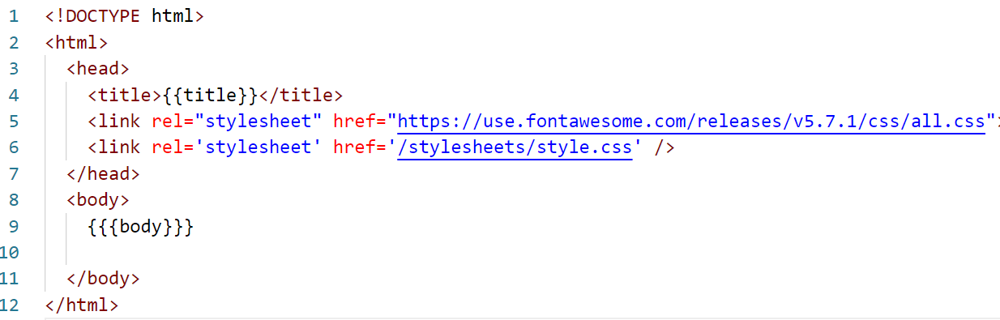 1 <!DOCTYPE html>
2 <html>
3 <head>
4 <title>{{title}}</title>
5 <link rel="stylesheet" href="https://use.fontawesome.com/releases/v5.7.1/css/all.css">
6 <link rel='stylesheet' href='/stylesheets/style.css' />
7 </head>
8 <body>
9 {{{body}}}
10
11 </body>
12 </html>